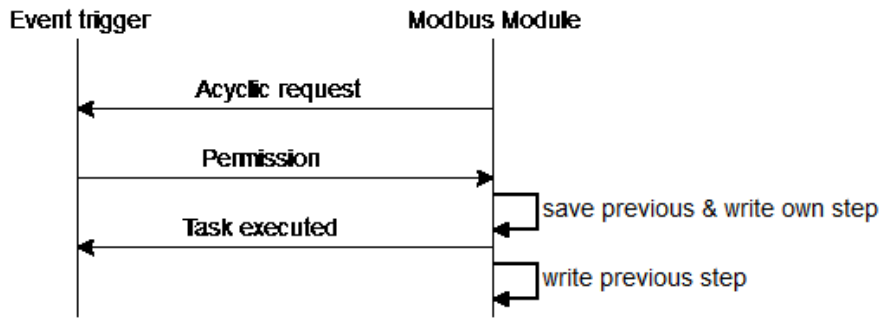 Event trigger
Modbus Module
Acyclic request
Permission
save previous & write own step
Task executed
write previous step